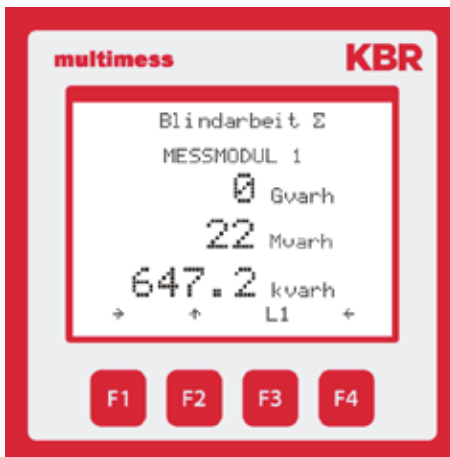 multimess KBR
Blindarbeit Σ
MESSMODUL 1
0 Gvarh
22 Mvarh
647.2 kvarh
→ ↑ L1 ←
F1 F2 F3 F4